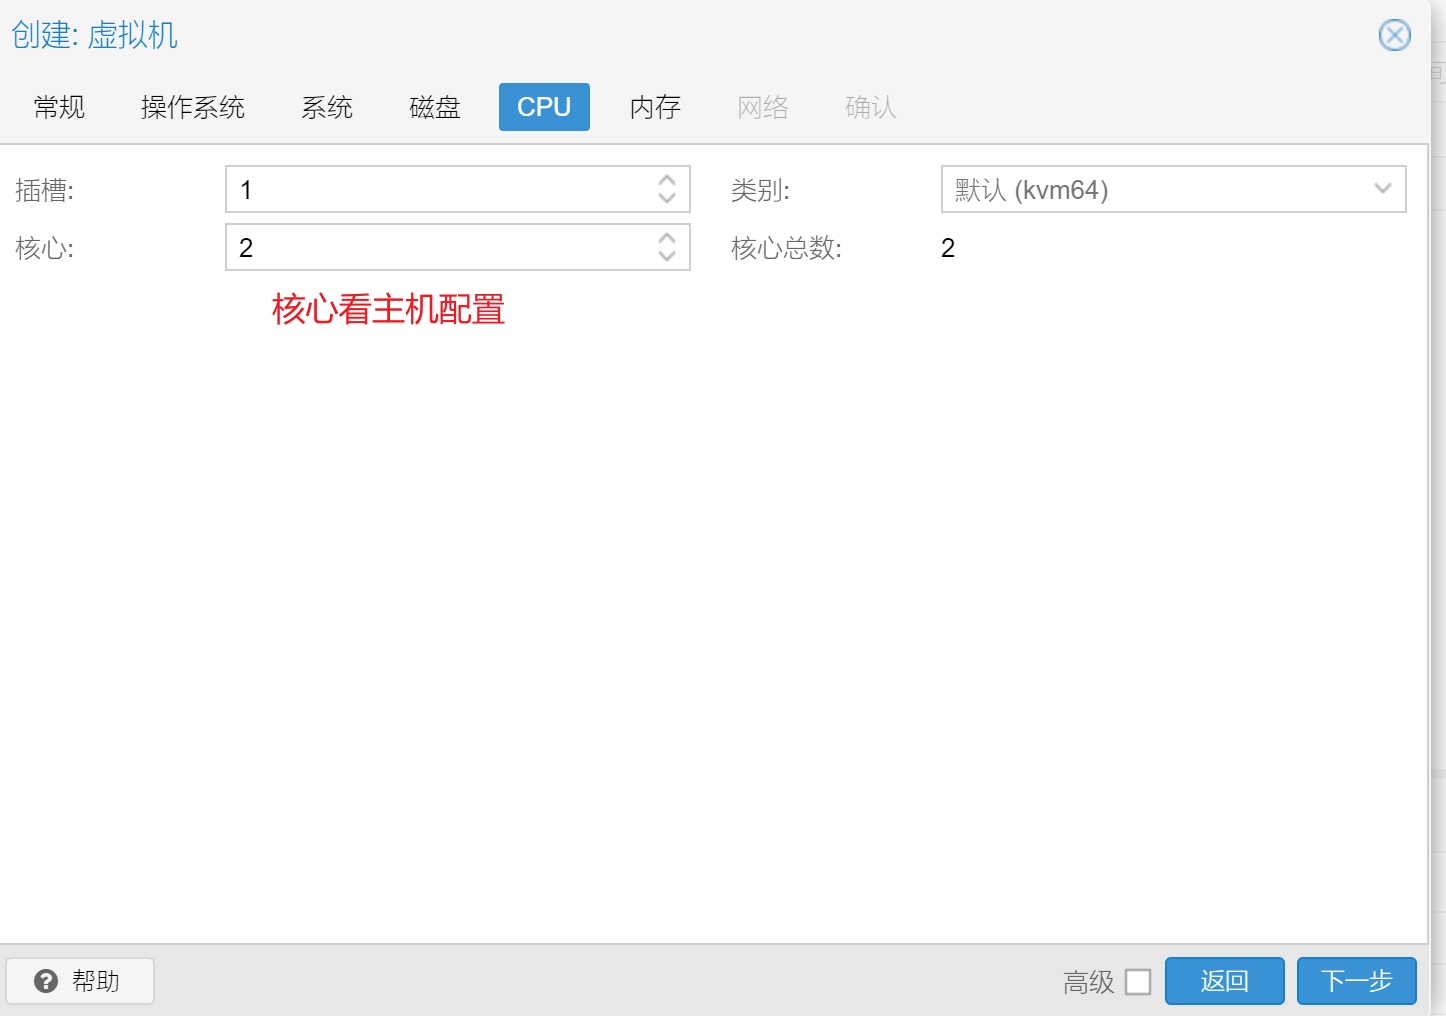 创建: 虚拟机
常规 操作系统 系统 磁盘 CPU 内存 网络 确认
插槽: 1 类别: 默认 (kvm64)
核心: 2 核心总数: 2
核心看主机配置
帮助 高级 返回 下一步